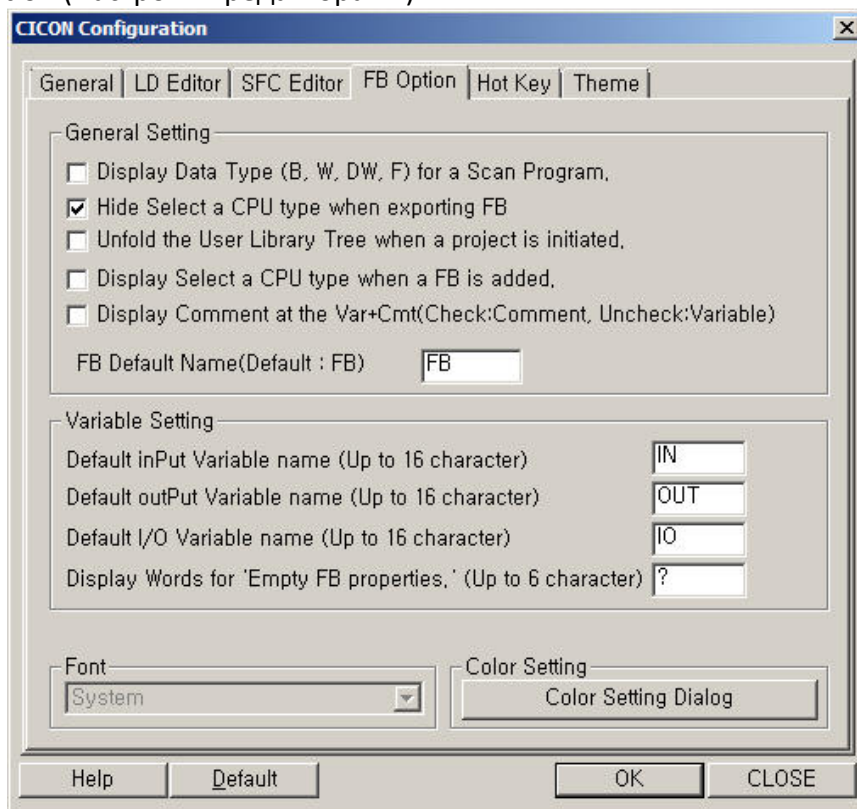 CICON Configuration
General LD Editor SFC Editor FB Option Hot Key Theme
General Setting
Display Data Type (B, W, DW, F) for a Scan Program,
Hide Select a CPU type when exporting FB
Unfold the User Library Tree when a project is initiated,
Display Select a CPU type when a FB is added,
Display Comment at the Var+Cmt(Check:Comment, Uncheck:Variable)
FB Default Name(Default : FB) FB
Variable Setting
Default inPut Variable name (Up to 16 character) IN
Default outPut Variable name (Up to 16 character) OUT
Default I/O Variable name (Up to 16 character) IO
Display Words for 'Empty FB properties,' (Up to 6 character) ?
Font Color Setting
System Color Setting Dialog
Help Default OK CLOSE